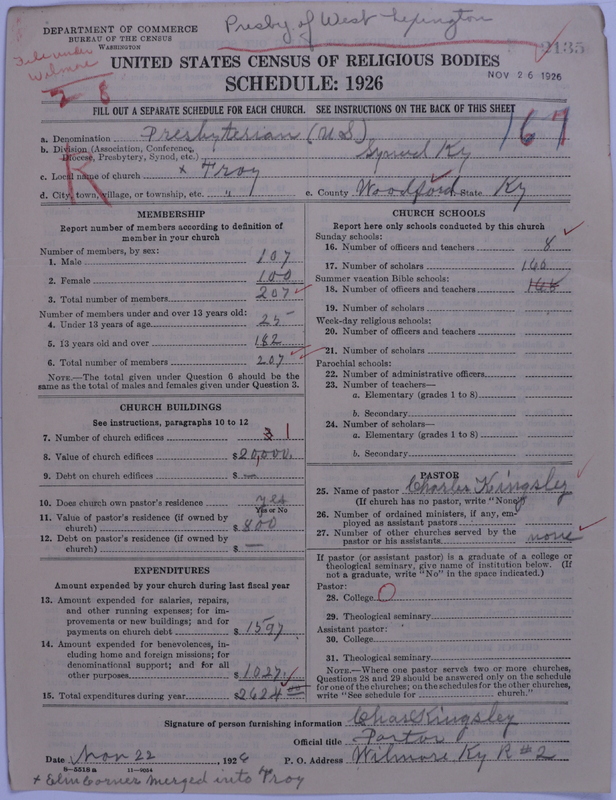 Presby of West Lexington
DEPARTMENT OF COMMERCE
BUREAU OF THE CENSUS
WASHINGTON
File under
Wilmore
2135
UNITED STATES CENSUS OF RELIGIOUS BODIES
NOV 26 1926
SCHEDULE: 1926
FILL OUT A SEPARATE SCHEDULE FOR EACH CHURCH. SEE INSTRUCTIONS ON THE BACK OF THIS SHEET
167
a. Denomination Presbyterian (US)
b. Division (Association, Conference, Diocese, Presbytery, Synod, etc.) Synod Ky
c. Local name of church x Troy
d. City, town, village, or township, etc. " e. County Woodford State Ky
MEMBERSHIP
Report number of members according to definition of
member in your church
Number of members, by sex:
1. Male 107
2. Female 100
3. Total number of members 207
Number of members under and over 13 years old:
4. Under 13 years of age 25
5. 13 years old and over 182
6. Total number of members 207
NOTE.—The total given under Question 6 should be
same as the total of males and females given under Question 3.
CHURCH BUILDINGS
See instructions, paragraphs 10 to 12
7. Number of church edifices 3 1
8. Value of church edifices $20,000.
9. Debt on church edifices $—
10. Does church own pastor's residence yes
Yes or No
11. Value of pastor's residence (if owned by
church) $ 800
12. Debt on pastor's residence (if owned by
church) $ —
EXPENDITURES
Amount expended by your church during last fiscal year
13. Amount expended for salaries, repairs,
and other running expenses; for im-
provements or new buildings; and for
payments on church debt $ 1597
14. Amount expended for benevolences, in-
cluding home and foreign missions; for
denominational support; and for all
other purposes $ 1027.
15. Total expenditures during year $2624 00
CHURCH SCHOOLS
Report here only schools conducted by this church
Sunday schools:
16. Number of officers and teachers 8
17. Number of scholars 160
Summer vacation Bible schools:
18. Number of officers and teachers
19. Number of scholars
Week-day religious schools:
20. Number of officers and teachers
21. Number of scholars
Parochial schools:
22. Number of administrative officers
23. Number of teachers—
a. Elementary (grades 1 to 8)
b. Secondary
24. Number of scholars—
a. Elementary (grades 1 to 8)
b. Secondary
PASTOR
25. Name of pastor Charles Kingsley
(If church has no pastor, write "None")
26. Number of ordained ministers, if any, em-
ployed as assistant pastors
27. Number of other churches served by the
pastor or his assistants none
If pastor (or assistant pastor) is a graduate of a college or
theological seminary, give name of institution below. (If
not a graduate, write "No" in the space indicated.)
Pastor:
28. College O
29. Theological seminary
Assistant pastor:
30. College
31. Theological seminary
NOTE.—Where one pastor serves two or more churches,
Questions 28 and 29 should be answered only on the schedule
for one of the churches; on the schedules for the other churches,
write "See schedule for church."
Signature of person furnishing information Chas Kingsley
Official title Pastor
Date Nov 22, 1926 P. O. Address Wilmore Ky R #2
8—5518a 11—9014
x Elm Corner merged into Troy